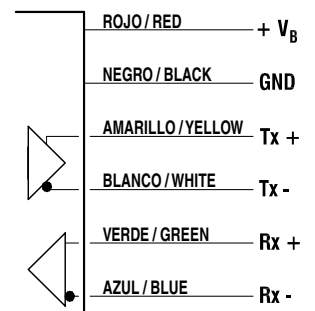 ROJO / RED + VB
NEGRO / BLACK GND
AMARILLO / YELLOW Tx +
BLANCO / WHITE Tx -
VERDE / GREEN Rx +
AZUL / BLUE Rx -